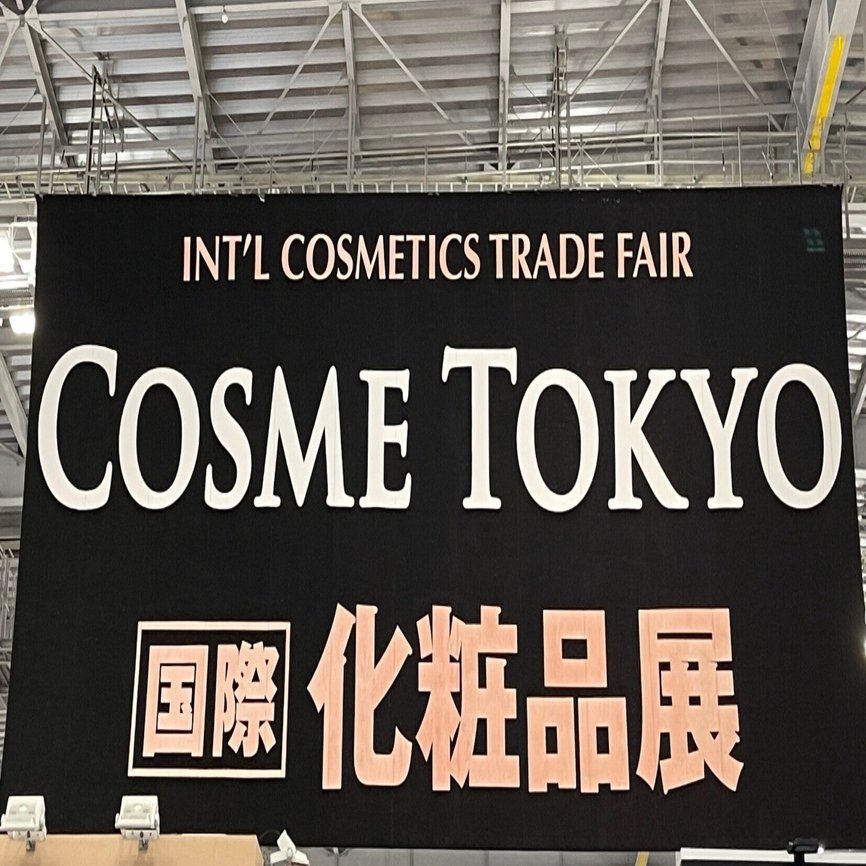 INT'L COSMETICS TRADE FAIR
COSME TOKYO
国際 化粧品展